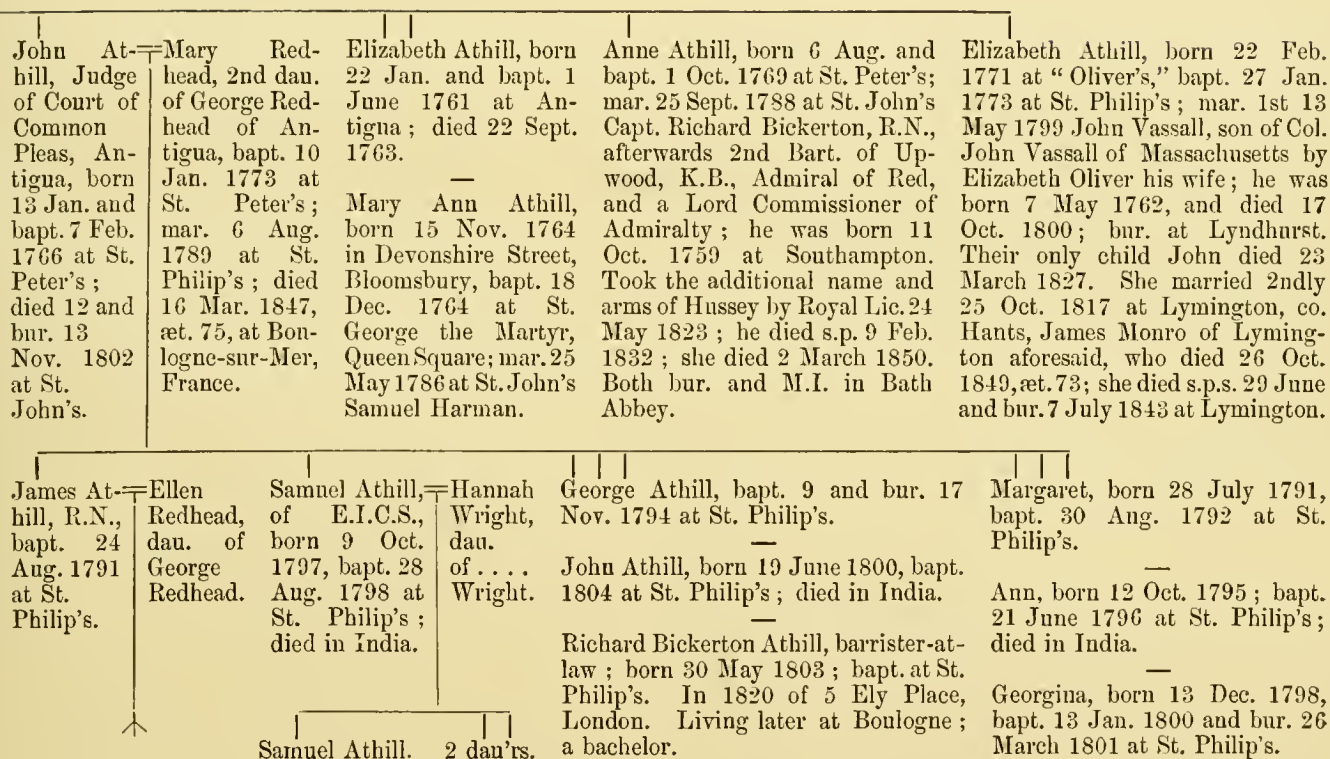 John At-
hill, Judge
of Court of
Common
Pleas, An-
tigua, born
13 Jan. and
bapt. 7 Feb.
1766 at St.
Peter's ;
died 12 and
bur. 13
Nov. 1802
at St.
John's.
Mary Red-
head, 2nd dau.
of George Red-
head of An-
tigua, bapt. 10
Jan. 1773 at
St. Peter's ;
mar. 6 Aug.
1789 at St.
Philip's ; died
16 Mar. 1847,
æt. 75, at Bou-
logne-sur-Mer,
France.
Elizabeth Athill, born
22 Jan. and bapt. 1
June 1761 at An-
tigua ; died 22 Sept.
1763.
—
Mary Ann Athill,
born 15 Nov. 1764
in Devonshire Street,
Bloomsbury, bapt. 18
Dec. 1764 at St.
George the Martyr,
Queen Square; mar. 25
May 1786 at St. John's
Samuel Harman.
Anne Athill, born 6 Aug. and
bapt. 1 Oct. 1769 at St. Peter's;
mar. 25 Sept. 1788 at St. John's
Capt. Richard Bickerton, R.N.,
afterwards 2nd Bart. of Up-
wood, K.B., Admiral of Red,
and a Lord Commissioner of
Admiralty ; he was born 11
Oct. 1759 at Southampton.
Took the additional name and
arms of Hussey by Royal Lic. 24
May 1823 ; he died s.p. 9 Feb.
1832 ; she died 2 March 1850.
Both bur. and M.I. in Bath
Abbey.
Elizabeth Athill, born 22 Feb.
1771 at " Oliver's," bapt. 27 Jan.
1773 at St. Philip's ; mar. 1st 13
May 1799 John Vassall, son of Col.
John Vassall of Massachusetts by
Elizabeth Oliver his wife ; he was
born 7 May 1762, and died 17
Oct. 1800 ; bur. at Lyndhurst.
Their only child John died 23
March 1827. She married 2ndly
25 Oct. 1817 at Lymington, co.
Hants, James Monro of Lyming-
ton aforesaid, who died 26 Oct.
1849, æt. 73; she died s.p.s. 29 June
and bur. 7 July 1843 at Lymington.
James At-
hill, R.N.,
bapt. 24
Aug. 1791
at St.
Philip's.
Ellen
Redhead,
dau. of
George
Redhead.
Samuel Athill,
of E.I.C.S.,
born 9 Oct.
1797, bapt. 28
Aug. 1798 at
St. Philip's ;
died in India.
Hannah
Wright,
dau.
of . . . .
Wright.
George Athill, bapt. 9 and bur. 17
Nov. 1794 at St. Philip's.
—
John Athill, born 19 June 1800, bapt.
1804 at St. Philip's ; died in India.
—
Richard Bickerton Athill, barrister-at-
law ; born 30 May 1803 ; bapt. at St.
Philip's. In 1820 of 5 Ely Place,
London. Living later at Boulogne ;
a bachelor.
Margaret, born 28 July 1791,
bapt. 30 Aug. 1792 at St.
Philip's.
—
Ann, born 12 Oct. 1795 ; bapt.
21 June 1796 at St. Philip's ;
died in India.
—
Georgina, born 13 Dec. 1798,
bapt. 13 Jan. 1800 and bur. 26
March 1801 at St. Philip's.
Samuel Athill. 2 dau'rs.